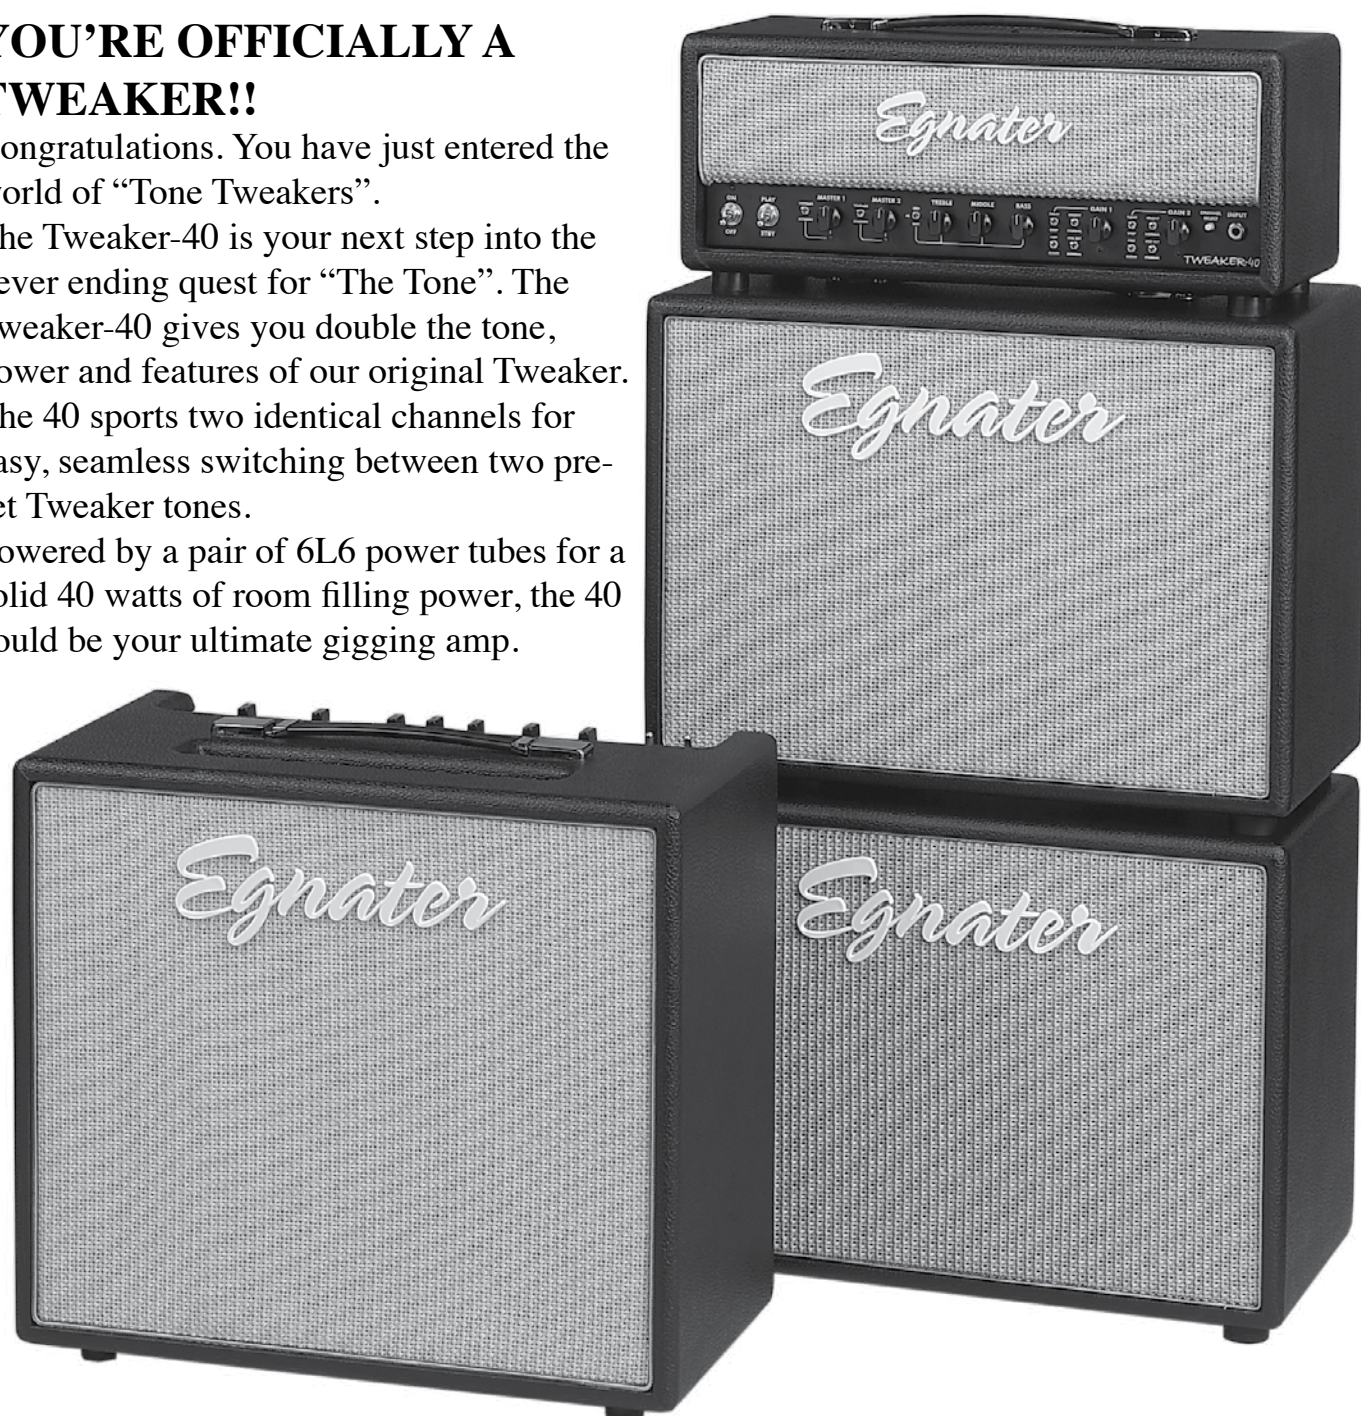 YOU'RE OFFICIALLY A
TWEAKER!!
ongratulations. You have just entered the
orld of “Tone Tweakers”.
he Tweaker-40 is your next step into the
ever ending quest for “The Tone”. The
weaker-40 gives you double the tone,
ower and features of our original Tweaker.
he 40 sports two identical channels for
asy, seamless switching between two pre-
et Tweaker tones.
owered by a pair of 6L6 power tubes for a
olid 40 watts of room filling power, the 40
ould be your ultimate gigging amp.
Egnater
ON
OFF
PLAY
STBY
MASTER 1
MASTER 2
TREBLE
MIDDLE
BASS
GAIN 1
GAIN 2
INPUT
TWEAKER-40
Egnater
Egnater
Egnater